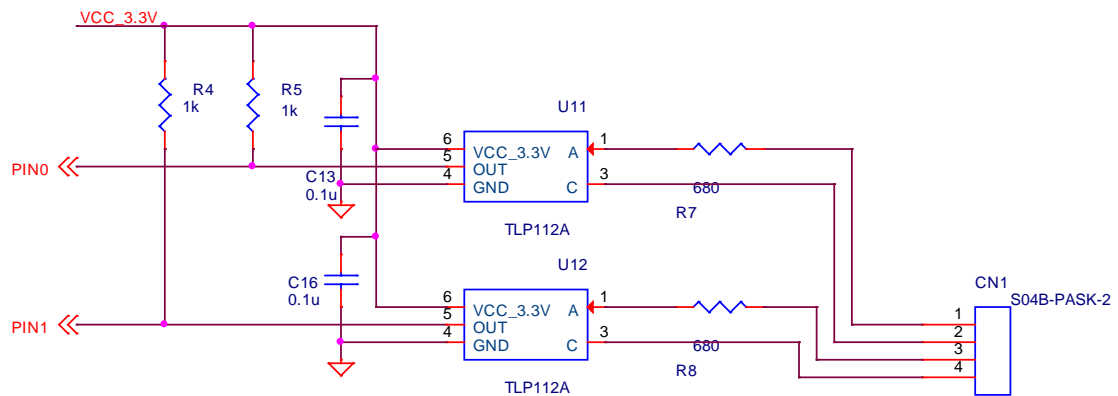 VCC_3.3V
R4
1k
R5
1k
U11
6
5
4
VCC_3.3V
OUT
GND
A
C
1
3
PIN0
C13
0.1u
680
R7
TLP112A
U12
C16
0.1u
6
5
4
VCC_3.3V
OUT
GND
A
C
1
3
PIN1
680
R8
TLP112A
CN1
S04B-PASK-2
1
2
3
4